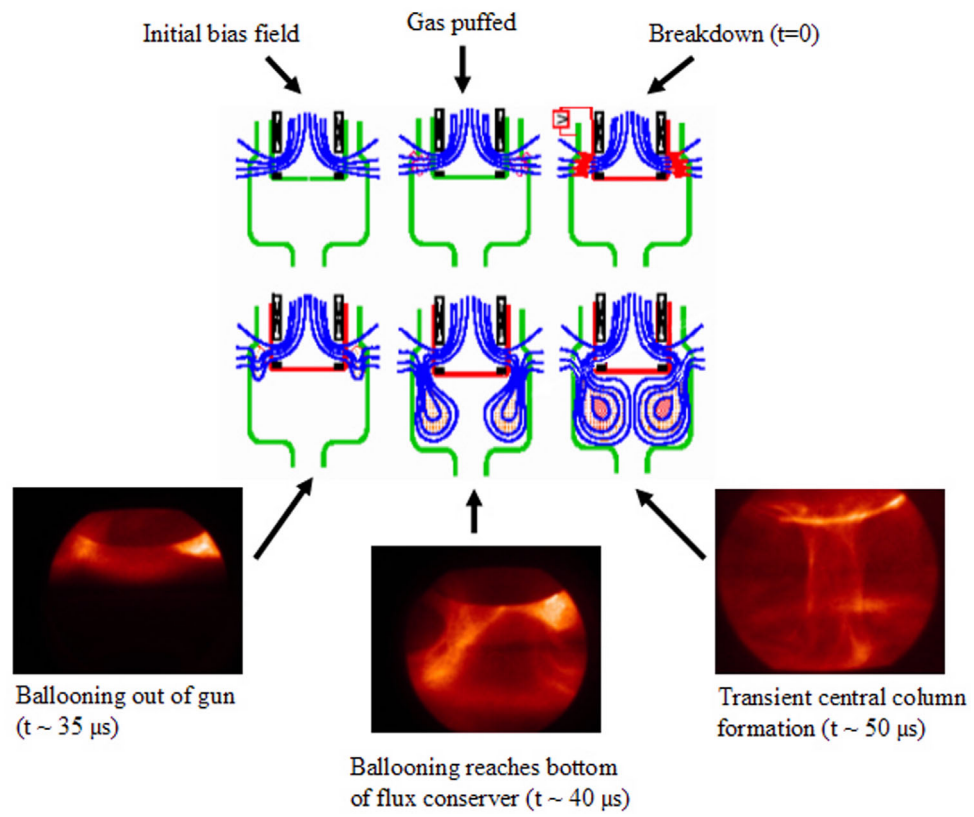 Initial bias field
Gas puffed
Breakdown (t=0)
V
Ballooning out of gun
(t ~ 35 μs)
Ballooning reaches bottom
of flux conserver (t ~ 40 μs)
Transient central column
formation (t ~ 50 μs)